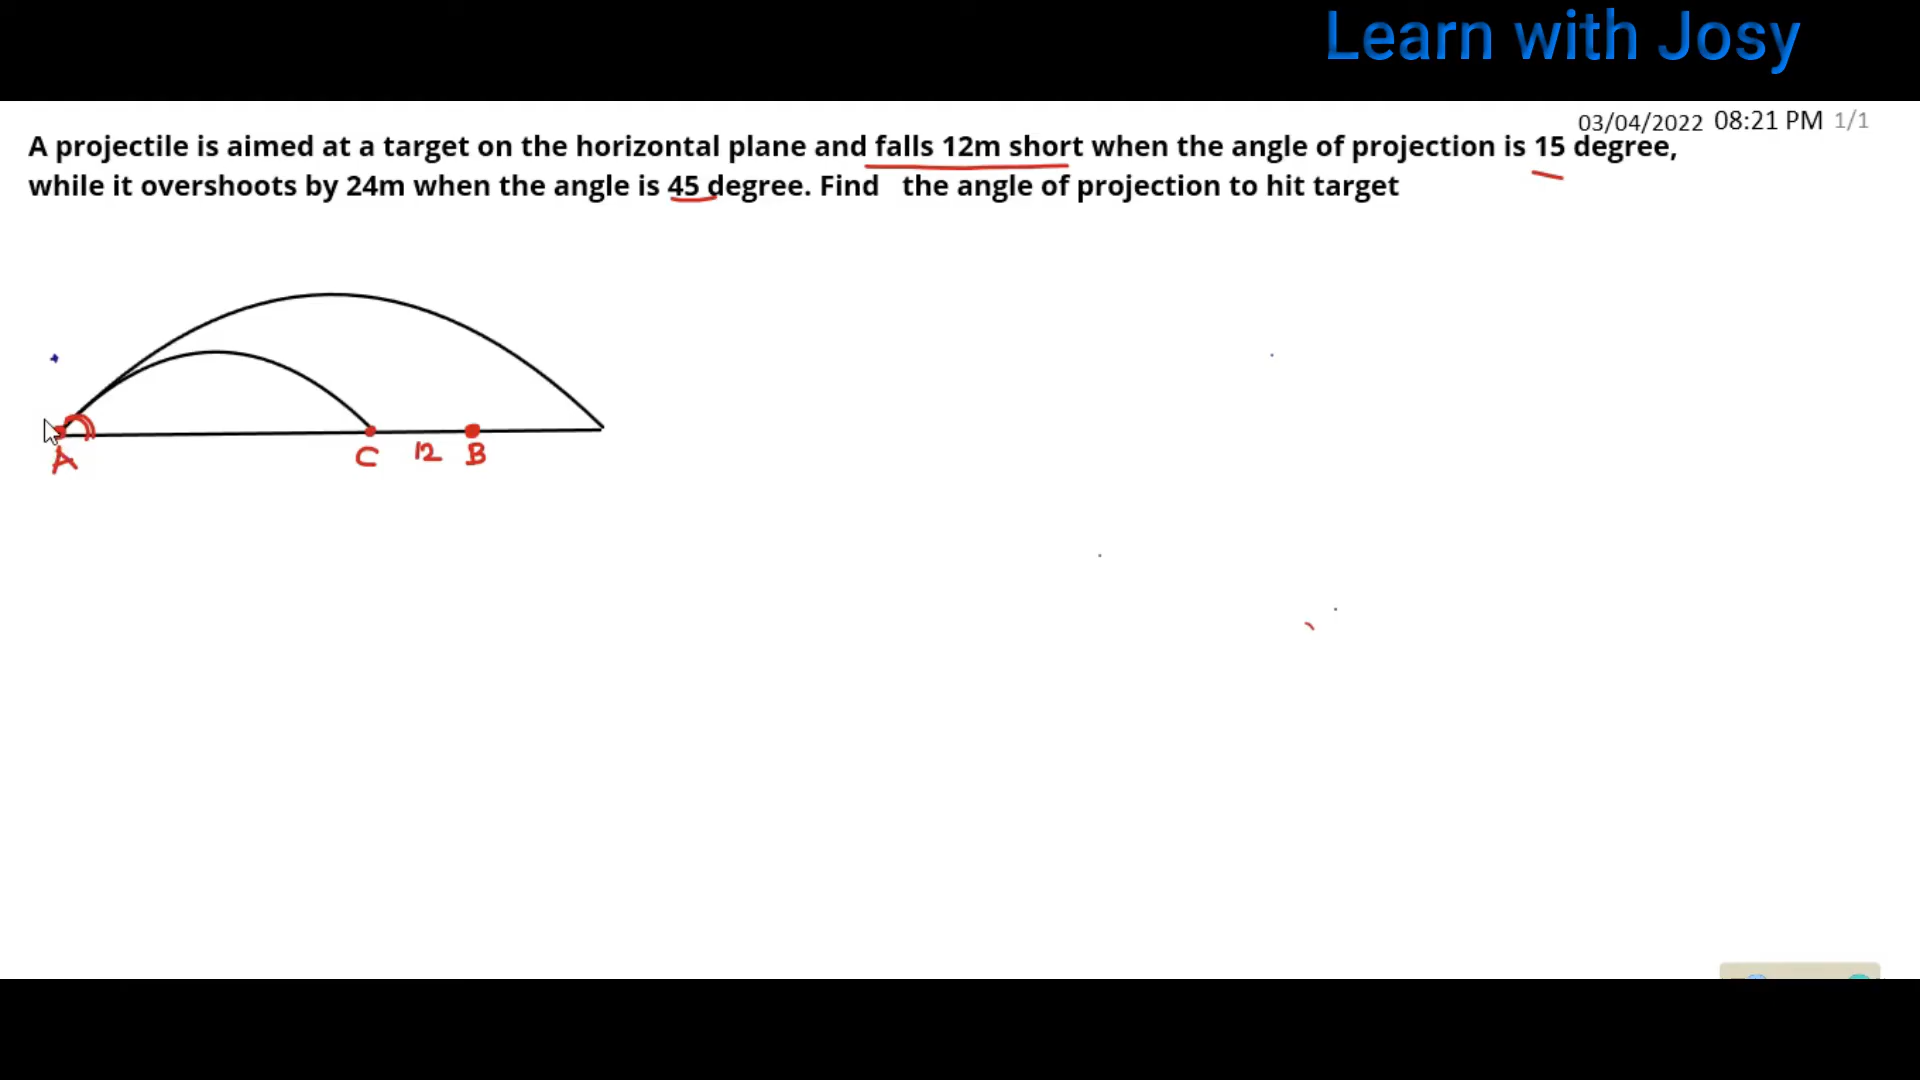 Learn with Josy
03/04/2022 08:21 PM 1/1
A projectile is aimed at a target on the horizontal plane and falls 12m short when the angle of projection is 15 degree,
while it overshoots by 24m when the angle is 45 degree. Find the angle of projection to hit target
A C 12 B